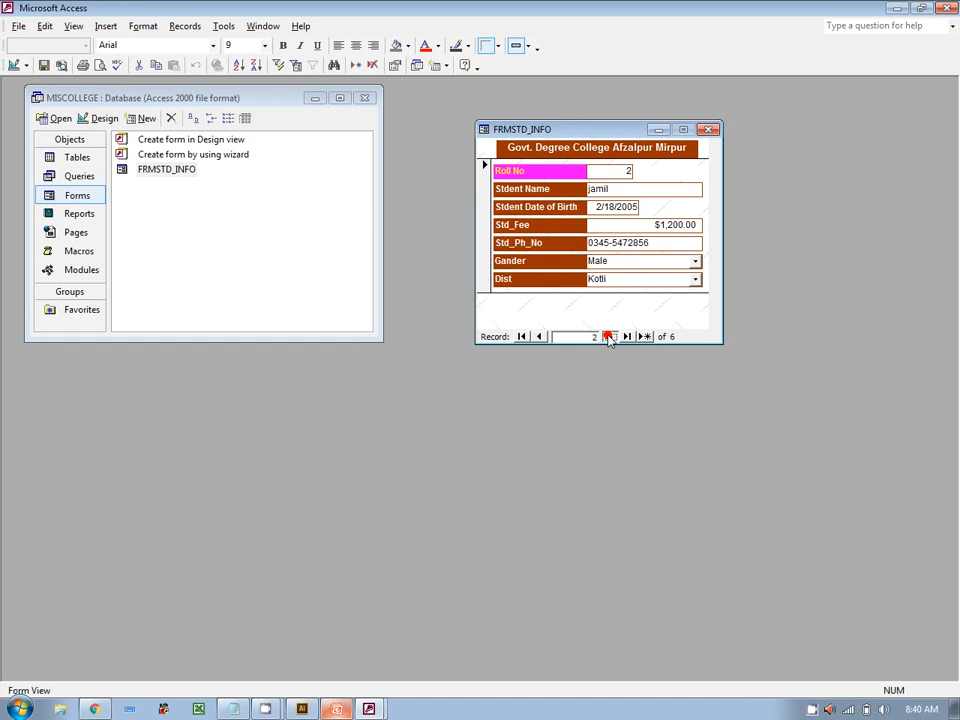 Microsoft Access
File Edit View Insert Format Records Tools Window Help
Type a question for help
Arial 9 B I U A
MISCOLLEGE : Database (Access 2000 file format)
Open Design New
Objects
Tables
Queries
Forms
Reports
Pages
Macros
Modules
Groups
Favorites
Create form in Design view
Create form by using wizard
FRMSTD_INFO
FRMSTD_INFO
Govt. Degree College Afzalpur Mirpur
Roll No 2
Stdent Name jamil
Stdent Date of Birth 2/18/2005
Std_Fee $1,200.00
Std_Ph_No 0345-5472856
Gander Male
Dist Kotli
Record: 2 of 6
Form View
NUM
Ai
8:40 AM